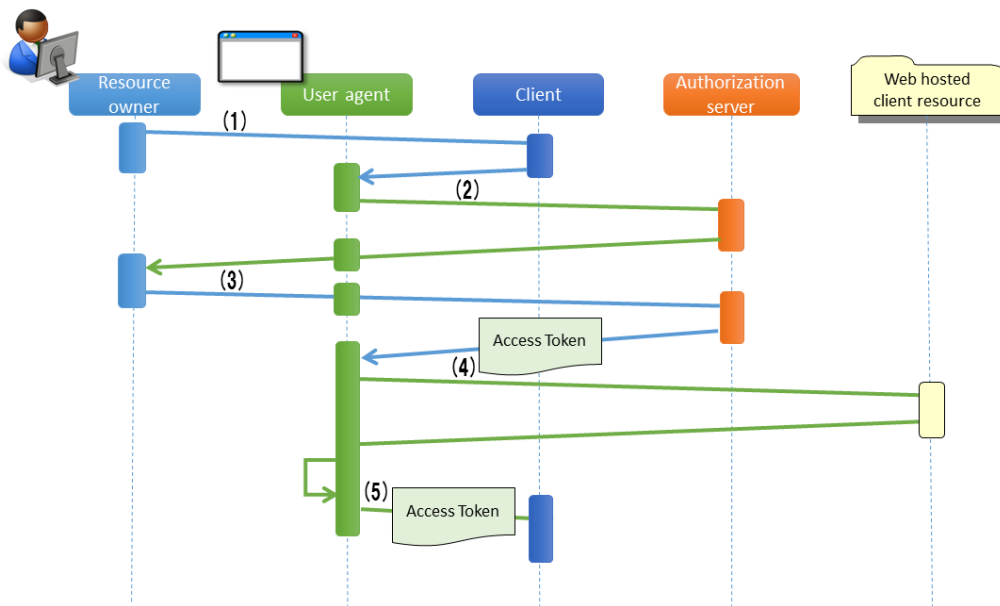 Resource
owner
User agent
Client
Authorization
server
Web hosted
client resource
(1)
(2)
(3)
Access Token
(4)
(5)
Access Token